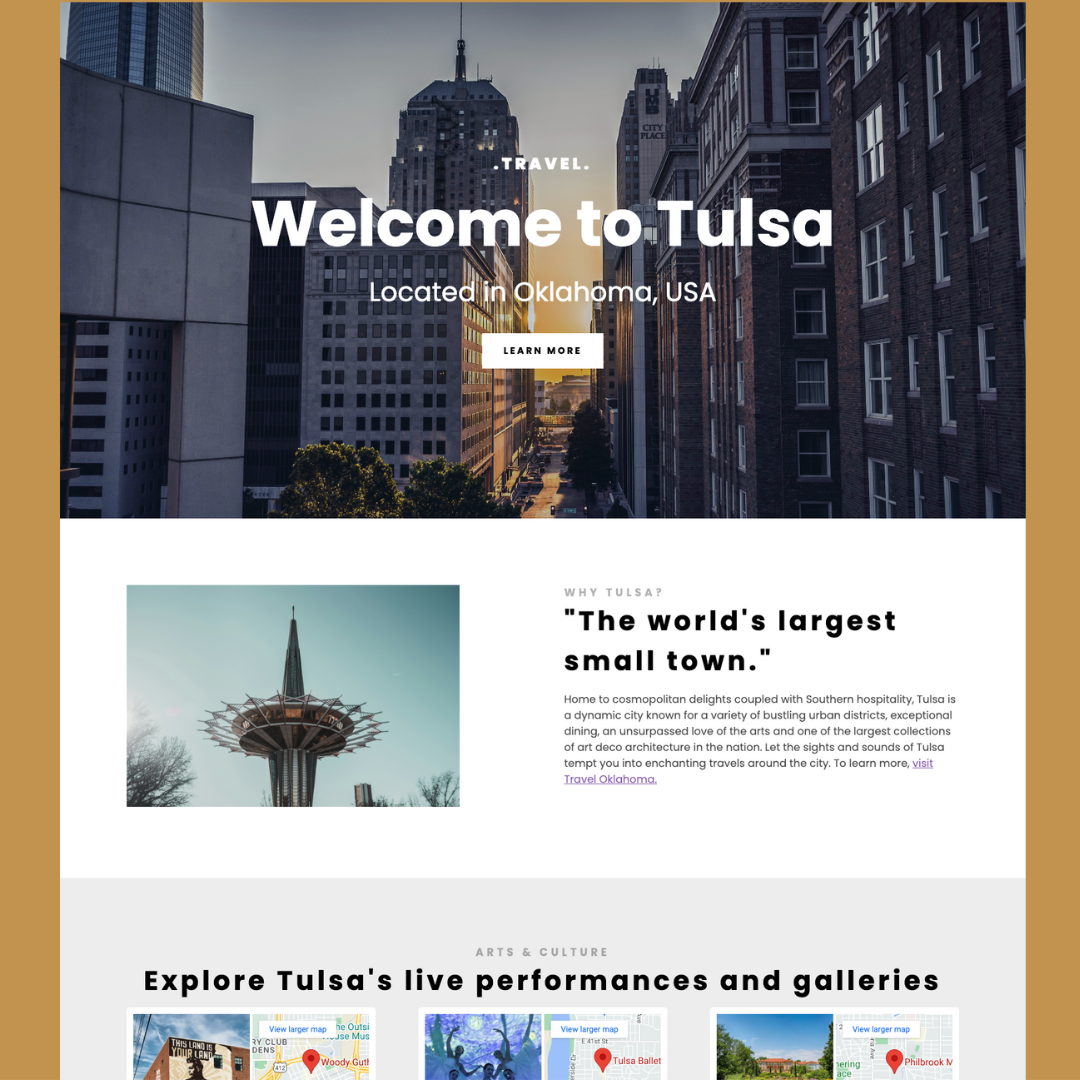 CITY
PLACE
.TRAVEL.
Welcome to Tulsa
Located in Oklahoma, USA
LEARN MORE
WHY TULSA?
"The world's largest
small town."
Home to cosmopolitan delights coupled with Southern hospitality, Tulsa is
a dynamic city known for a variety of bustling urban districts, exceptional
dining, an unsurpassed love of the arts and one of the largest collections
of art deco architecture in the nation. Let the sights and sounds of Tulsa
tempt you into enchanting travels around the city. To learn more, visit
Travel Oklahoma.
ARTS & CULTURE
Explore Tulsa's live performances and galleries
THIS LAND IS
YOUR LAND
View larger map
ne Outsi
House Mus
RY CLUB
DENS
412
Woody Guth
View larger map
E 41st St
Tulsa Ballet
View larger map
hering
ace
Philbrook M